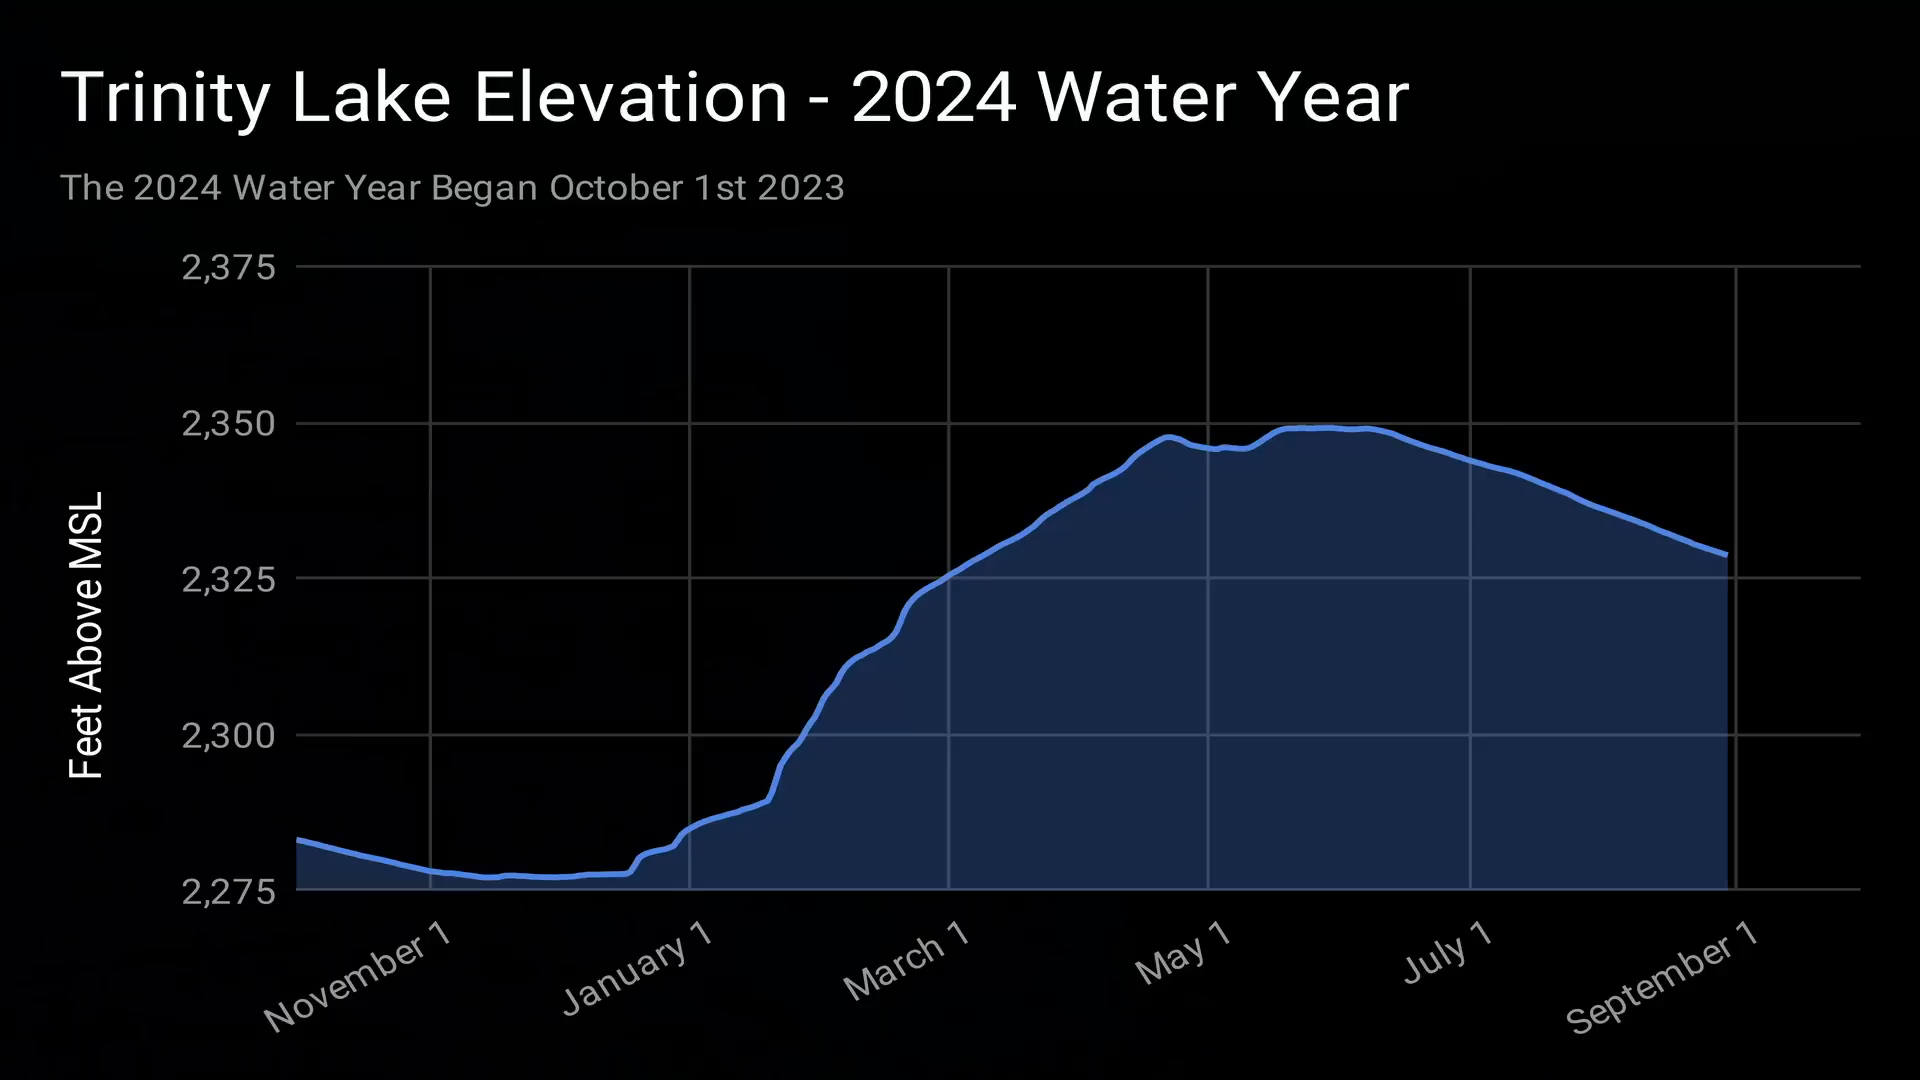 Trinity Lake Elevation - 2024 Water Year
The 2024 Water Year Began October 1st 2023
Feet Above MSL
2,375
2,350
2,325
2,300
2,275
November 1
January 1
March 1
May 1
July 1
September 1